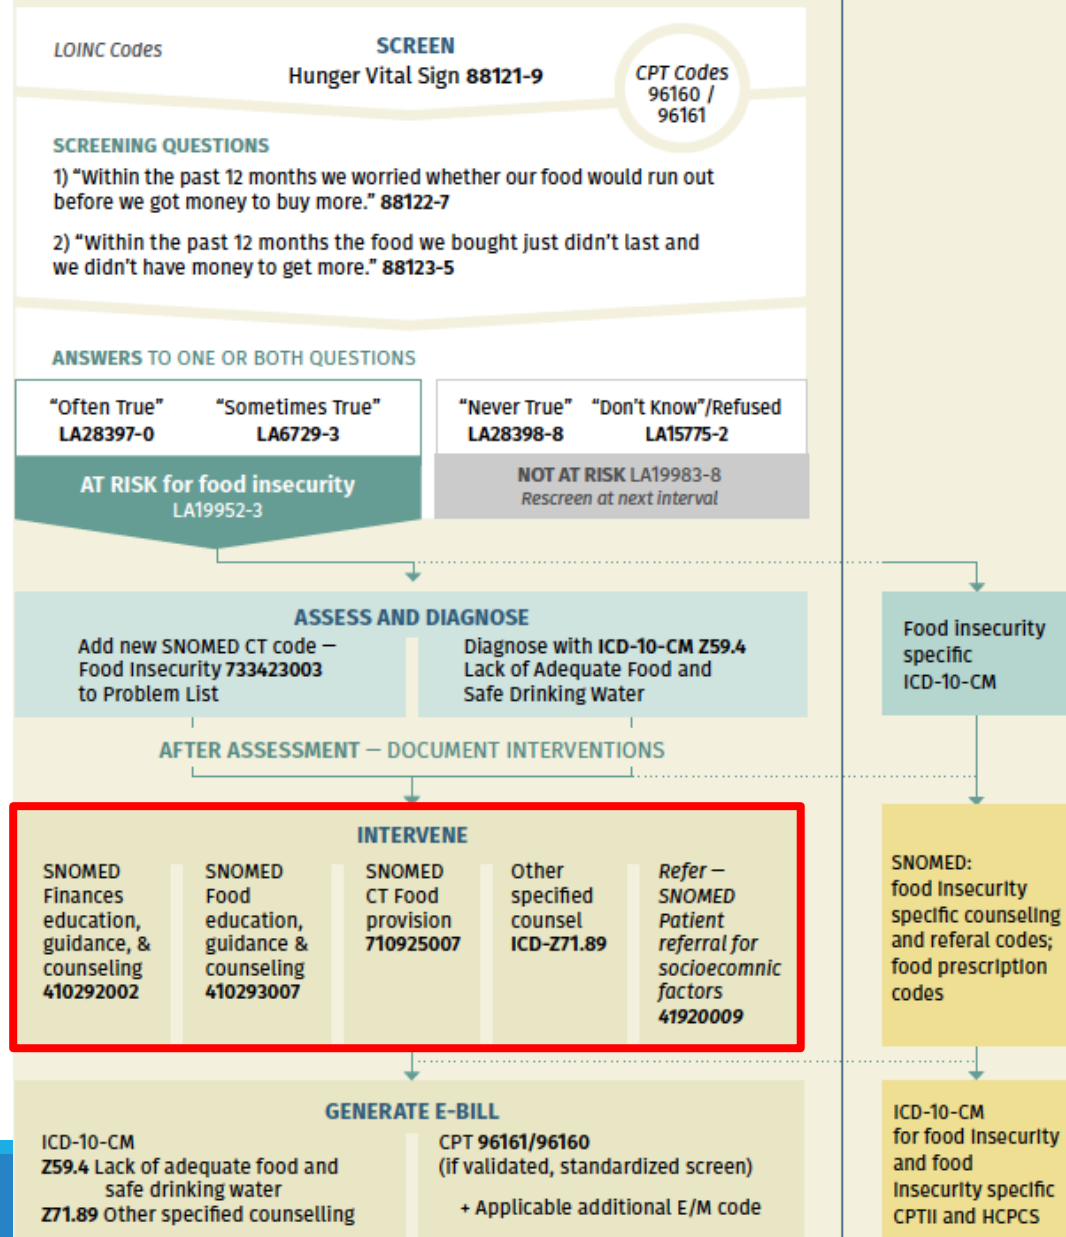 LOINC Codes
SCREEN
Hunger Vital Sign 88121-9
CPT Codes
96160 /
96161
SCREENING QUESTIONS
1) “Within the past 12 months we worried whether our food would run out
before we got money to buy more.” 88122-7
2) “Within the past 12 months the food we bought just didn’t last and
we didn’t have money to get more.” 88123-5
ANSWERS TO ONE OR BOTH QUESTIONS
“Often True”
LA28397-0
“Sometimes True”
LA6729-3
“Never True”
LA28398-8
“Don’t Know”/Refused
LA15775-2
AT RISK for food insecurity
LA19952-3
NOT AT RISK LA19983-8
Rescreen at next interval
ASSESS AND DIAGNOSE
Add new SNOMED CT code —
Food Insecurity 733423003
to Problem List
Diagnose with ICD-10-CM Z59.4
Lack of Adequate Food and
Safe Drinking Water
Food insecurity
specific
ICD-10-CM
AFTER ASSESSMENT — DOCUMENT INTERVENTIONS
INTERVENE
SNOMED
Finances
education,
guidance, &
counseling
410292002
SNOMED
Food
education,
guidance &
counseling
410293007
SNOMED
CT Food
provision
710925007
Other
specified
counsel
ICD-Z71.89
Refer —
SNOMED
Patient
referral for
socioecomnic
factors
41920009
SNOMED:
food Insecurity
specific counseling
and referal codes;
food prescription
codes
GENERATE E-BILL
ICD-10-CM
Z59.4 Lack of adequate food and
safe drinking water
Z71.89 Other specified counselling
CPT 96161/96160
(if validated, standardized screen)
+ Applicable additional E/M code
ICD-10-CM
for food Insecurity
and food
Insecurity specific
CPTII and HCPCS